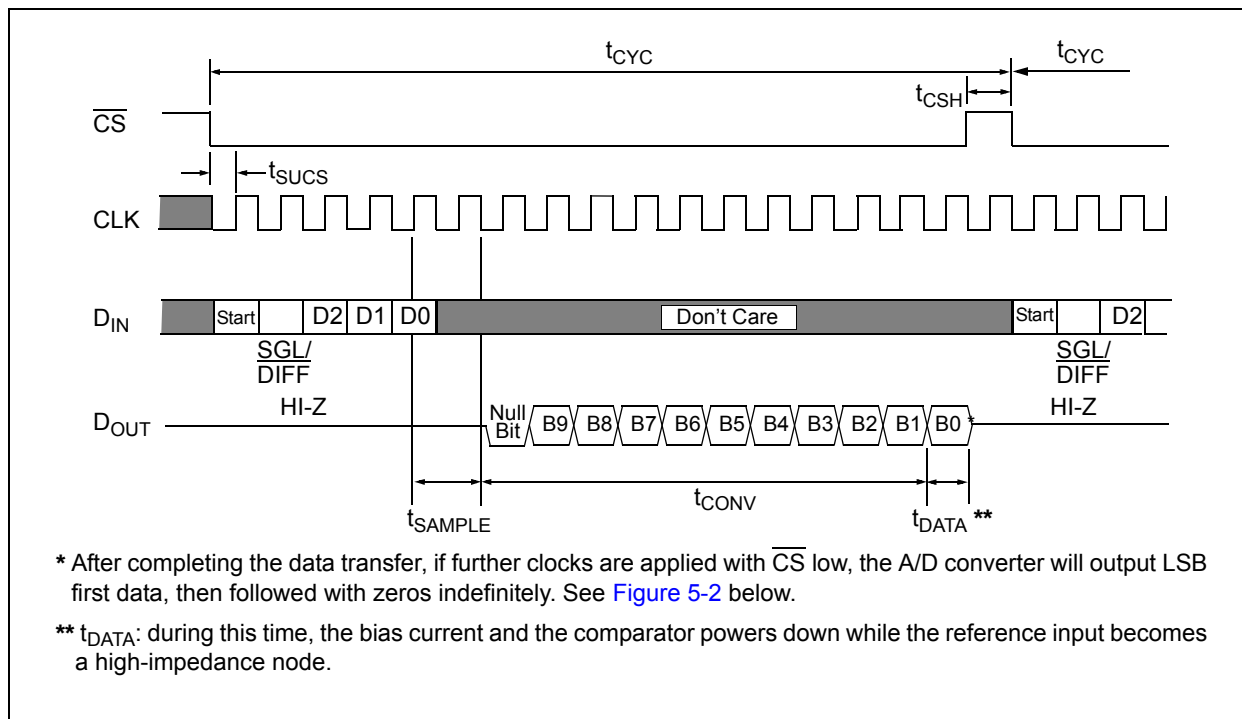 tCYC
tCYC
tCSH
CS
tSUCS
CLK
DIN
Start
D2
D1
D0
Don't Care
Start
D2
SGL/
DIFF
SGL/
DIFF
HI-Z
HI-Z
DOUT
Null
Bit
B9
B8
B7
B6
B5
B4
B3
B2
B1
B0
*
tSAMPLE
tCONV
tDATA **
* After completing the data transfer, if further clocks are applied with CS low, the A/D converter will output LSB
first data, then followed with zeros indefinitely. See Figure 5-2 below.
** tDATA: during this time, the bias current and the comparator powers down while the reference input becomes
a high-impedance node.